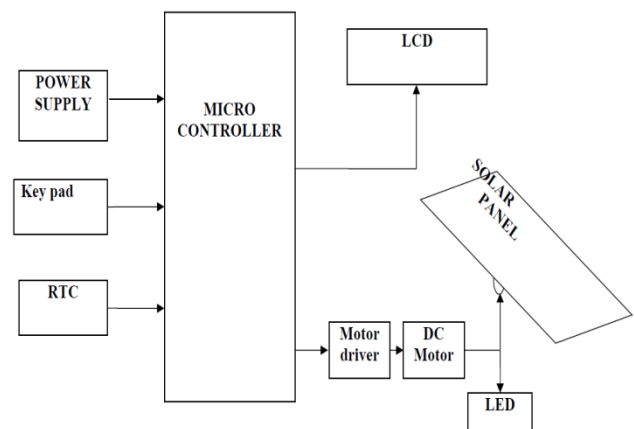 LCD
POWER
SUPPLY
MICRO
CONTROLLER
SOLAR
PANEL
Key pad
RTC
Motor
driver
DC
Motor
LED